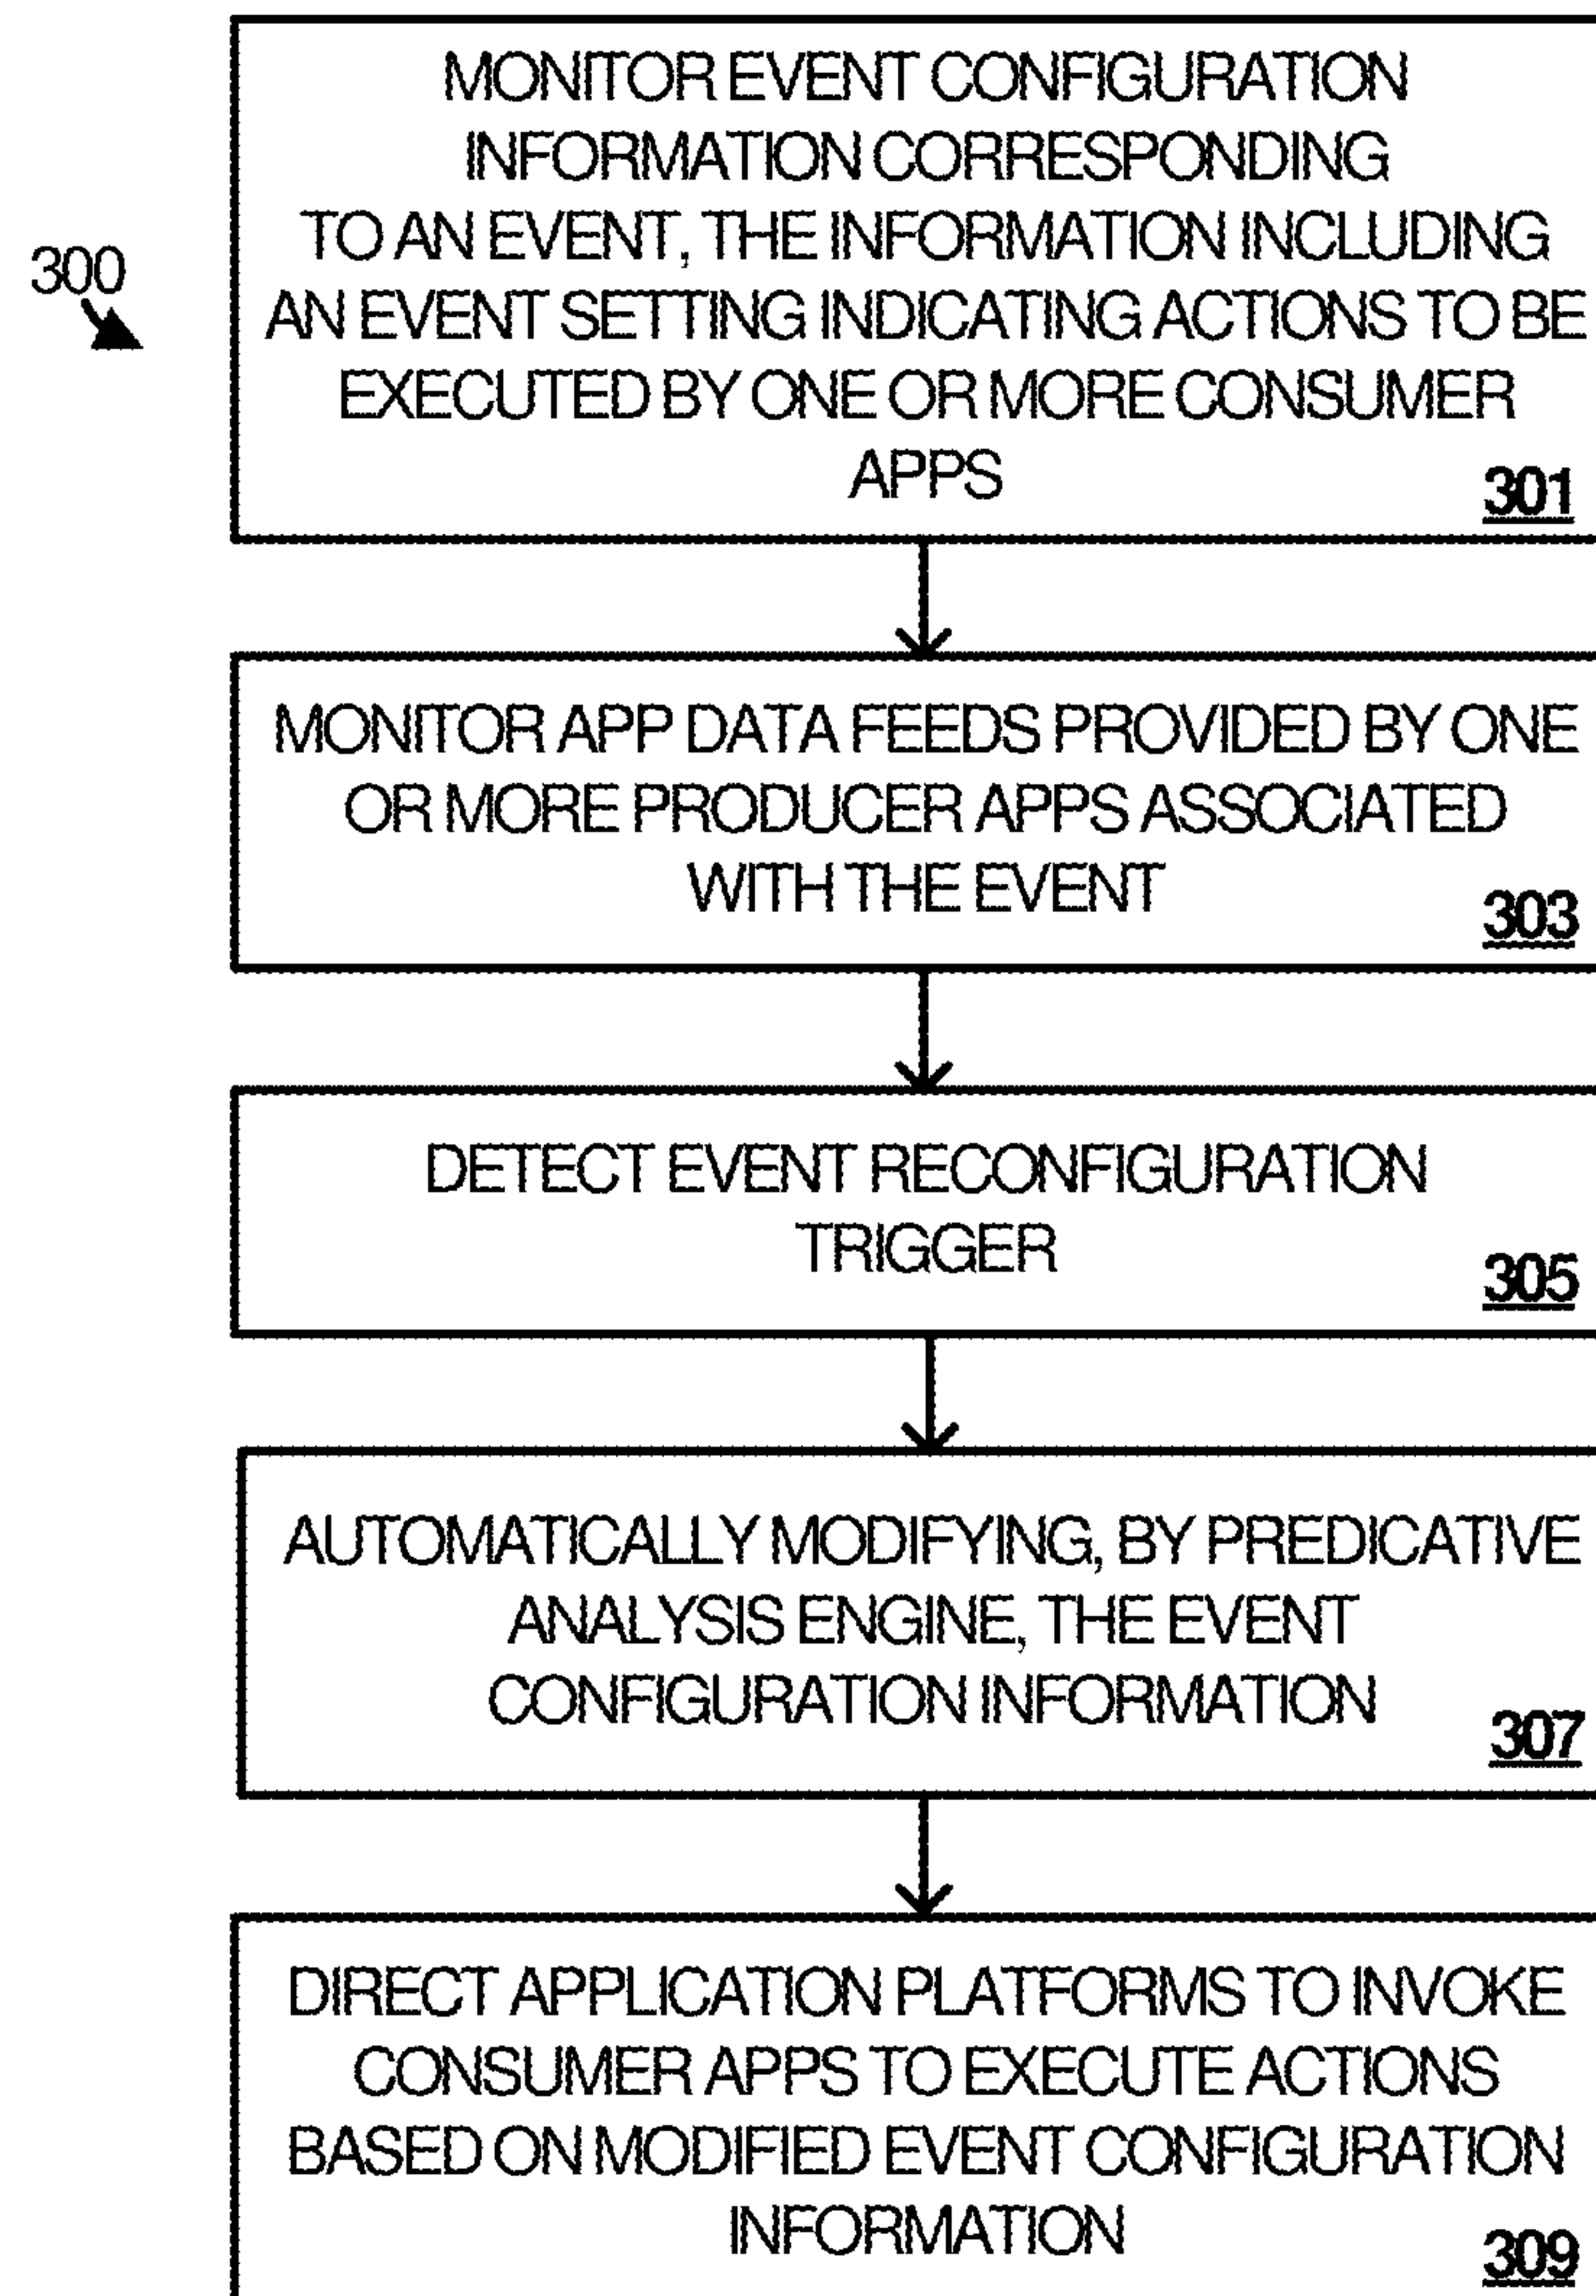 MONITOR EVENT CONFIGURATION
INFORMATION CORRESPONDING
TO AN EVENT, THE INFORMATION INCLUDING
AN EVENT SETTING INDICATING ACTIONS TO BE
EXECUTED BY ONE OR MORE CONSUMER
APPS
301
300
MONITOR APP DATA FEEDS PROVIDED BY ONE
OR MORE PRODUCER APPS ASSOCIATED
WITH THE EVENT
303
DETECT EVENT RECONFIGURATION
TRIGGER
305
AUTOMATICALLY MODIFYING, BY PREDICATIVE
ANALYSIS ENGINE, THE EVENT
CONFIGURATION INFORMATION
307
DIRECT APPLICATION PLATFORMS TO INVOKE
CONSUMER APPS TO EXECUTE ACTIONS
BASED ON MODIFIED EVENT CONFIGURATION
INFORMATION
309